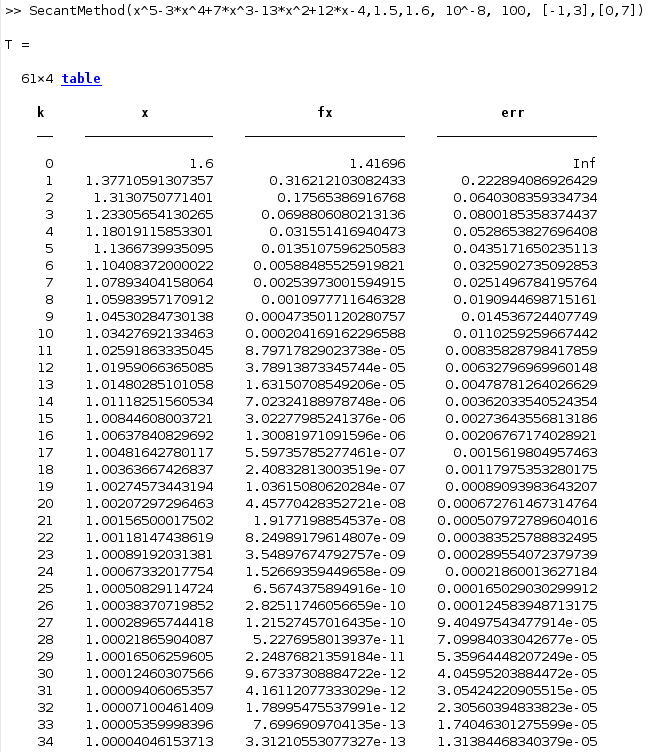 >> SecantMethod(x^5-3*x^4+7*x^3-13*x^2+12*x-4,1.5,1.6, 10^-8, 100, [-1,3],[0,7])
T =
61×4 table
k x fx err
0 1.6 1.41696 Inf
1 1.37710591307357 0.316212103082433 0.222894086926429
2 1.3130750771401 0.17565386916768 0.0640308359334734
3 1.23305654130265 0.0698806080213136 0.0800185358374437
4 1.18019115853301 0.031551416940473 0.0528653827696408
5 1.1366739935095 0.0135107596250583 0.0435171650235113
6 1.10408372000022 0.00588485525919821 0.0325902735092853
7 1.07893404158064 0.00253973001594915 0.0251496784195764
8 1.05983957170912 0.0010977711646328 0.0190944698715161
9 1.04530284730138 0.000473501120280757 0.014536724407749
10 1.03427692133463 0.000204169162296588 0.0110259259667442
11 1.02591863335045 8.79717829023738e-05 0.00835828798417859
12 1.01959066365085 3.78913873345744e-05 0.00632796969960148
13 1.01480285101058 1.63150708549206e-05 0.00478781264026629
14 1.01118251560534 7.02324188978748e-06 0.00362033540524354
15 1.00844608003721 3.02277985241376e-06 0.00273643556813186
16 1.00637840829692 1.30081971091596e-06 0.00206767174028921
17 1.00481642780117 5.59735785277461e-07 0.00156198049​57463
18 1.00363667426837 2.40832813003519e-07 0.00117975353280175
19 1.00274573443194 1.03615080620284e-07 0.00089093983643207
20 1.00207297296463 4.45770428352721e-08 0.000672761467314764
21 1.00156500017502 1.9177198854537e-08 0.000507972789604016
22 1.00118147438619 8.24989179614807e-09 0.000383525788832495
23 1.00089192031381 3.54897674792757e-09 0.000289554072379739
24 1.00067332017754 1.52669359449658e-09 0.00021860013627184
25 1.00050829114724 6.5674375894916e-10 0.000165029030299912
26 1.00038370719852 2.82511746056659e-10 0.000124583948713175
27 1.00028965744418 1.21527457016435e-10 9.40497543477914e-05
28 1.00021865904087 5.2276958013937e-11 7.09984033042677e-05
29 1.00016506259605 2.24876821359184e-11 5.35964448207249e-05
30 1.00012460307566 9.67337308884722e-12 4.04595203884472e-05
31 1.00009406065357 4.16112077333029e-12 3.05424220905515e-05
32 1.00007100461409 1.78995475537991e-12 2.30560394833823e-05
33 1.00005359998396 7.6996909704135e-13 1.74046301275599e-05
34 1.00004046153713 3.31210553077327e-13 1.31384468340379e-05